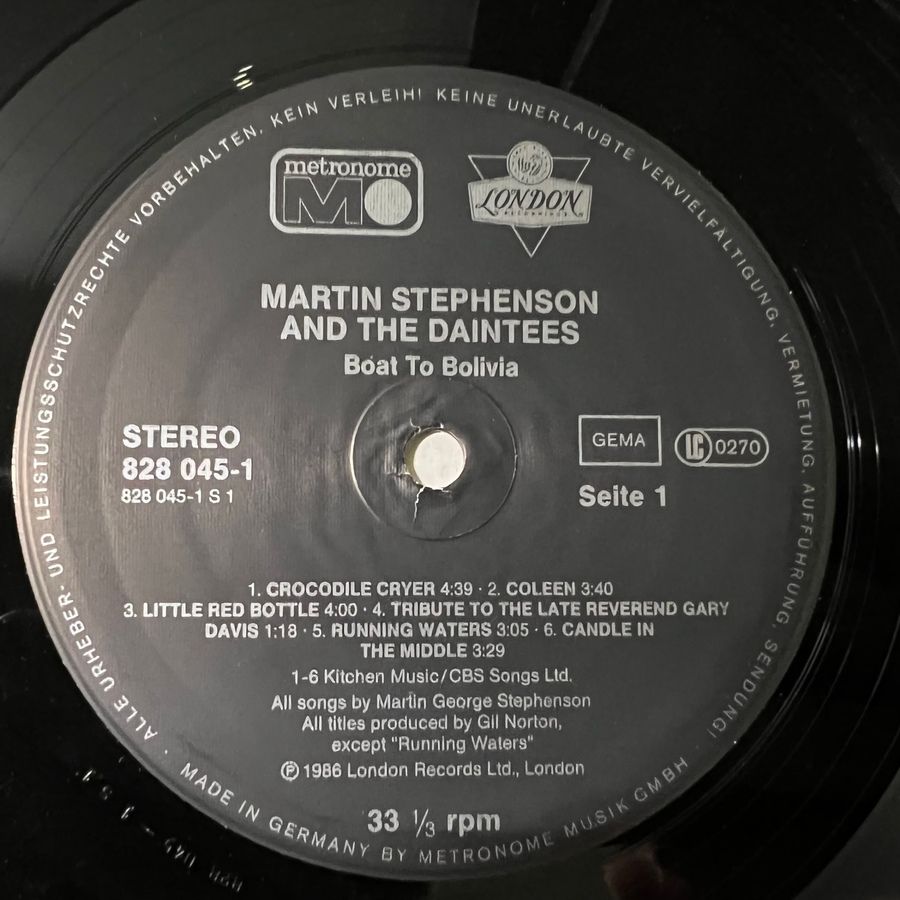 ALLE URHEBER- UND LEISTUNGSSCHUTZRECHTE VORBEHALTEN, KEIN VERLEIH! KEINE UNERLAUBTE VERVIELFÄLTIGUNG, VERMIETUNG, AUFFÜHRUNG, SENDUNG!
metronome
LONDON
RECORDINGS
MARTIN STEPHENSON
AND THE DAINTEES
Boat To Bolivia
STEREO
828 045-1
828 045-1 S 1
GEMA
LC 0270
Seite 1
1. CROCODILE CRYER 4:39 · 2. COLEEN 3:40
3. LITTLE RED BOTTLE 4:00 · 4. TRIBUTE TO THE LATE REVEREND GARY
DAVIS 1:18 · 5. RUNNING WATERS 3:05 · 6. CANDLE IN
THE MIDDLE 3:29
1-6 Kitchen Music/CBS Songs Ltd.
All songs by Martin George Stephenson
All titles produced by Gil Norton,
except "Running Waters"
Ⓟ 1986 London Records Ltd., London
33 1/3 rpm
MADE IN GERMANY BY METRONOME MUSIK GMBH